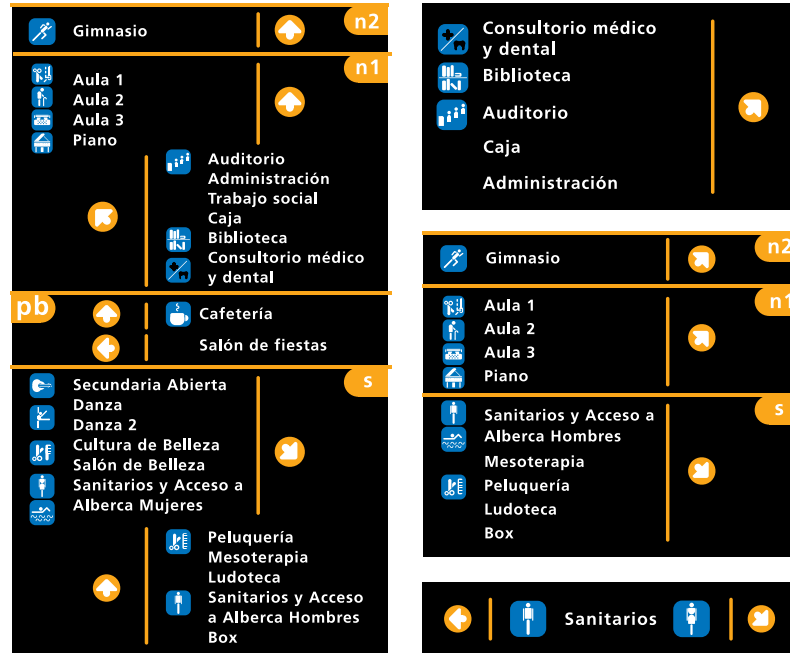 n2
Gimnasio
n1
Aula 1
Aula 2
Aula 3
Piano
Auditorio
Administración
Trabajo social
Caja
Biblioteca
Consultorio médico
y dental
pb
Cafetería
Salón de fiestas
s
Secundaria Abierta
Danza
Danza 2
Cultura de Belleza
Salón de Belleza
Sanitarios y Acceso a
Alberca Mujeres
Peluquería
Mesoterapia
Ludoteca
Sanitarios y Acceso
a Alberca Hombres
Box
Consultorio médico
y dental
Biblioteca
Auditorio
Caja
Administración
n2
Gimnasio
n1
Aula 1
Aula 2
Aula 3
Piano
s
Sanitarios y Acceso a
Alberca Hombres
Mesoterapia
Peluquería
Ludoteca
Box
Sanitarios